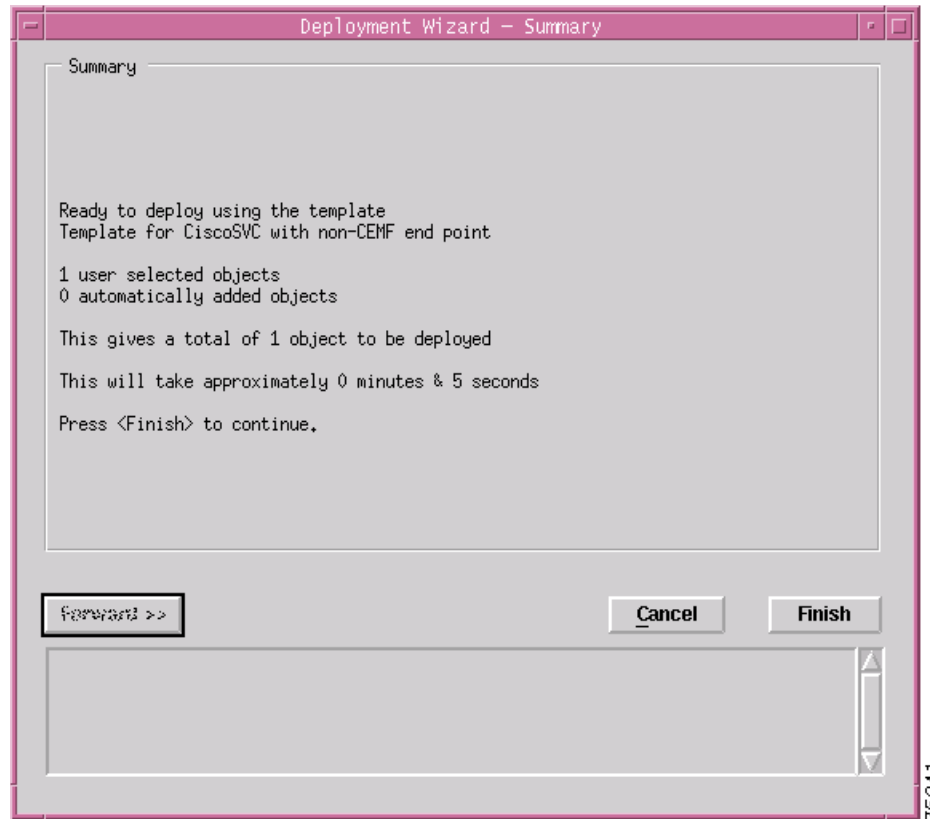 Deployment Wizard — Summary
Summary
Ready to deploy using the template
Template for CiscoSVC with non-CEMF end point
1 user selected objects
0 automatically added objects
This gives a total of 1 object to be deployed
This will take approximately 0 minutes & 5 seconds
Press <Finish> to continue.
Forward >>
Cancel
Finish